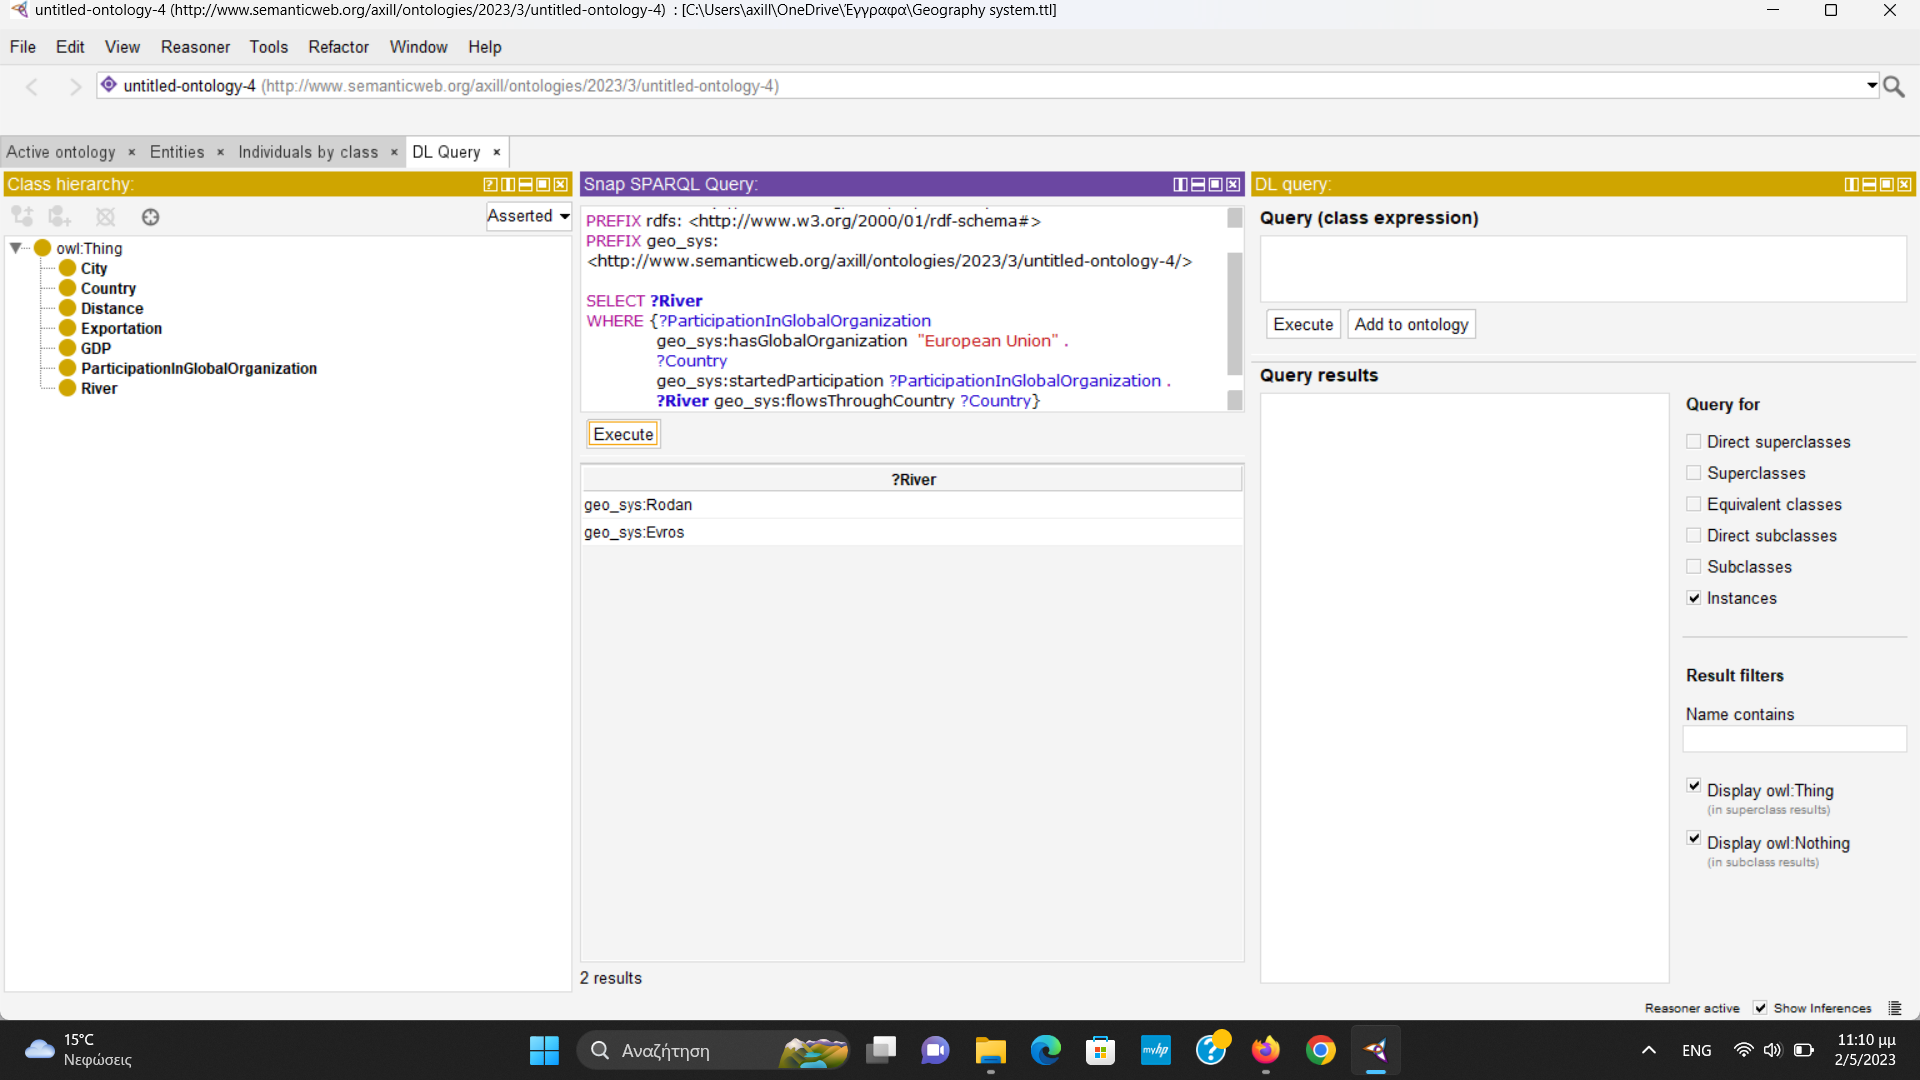 untitled-ontology-4 (http://www.semanticweb.org/axill/ontologies/2023/3/untitled-ontology-4)  : [C:\Users\axill\OneDrive\Έγγραφα\Geography system.ttl]
File Edit View Reasoner Tools Refactor Window Help
untitled-ontology-4 (http://www.semanticweb.org/axill/ontologies/2023/3/untitled-ontology-4)
Active ontology × Entities × Individuals by class × DL Query ×
Class hierarchy:
Asserted
owl:Thing
City
Country
Distance
Exportation
GDP
ParticipationInGlobalOrganization
River
Snap SPARQL Query:
PREFIX rdfs: <http://www.w3.org/2000/01/rdf-schema#>
PREFIX geo_sys:
<http://www.semanticweb.org/axill/ontologies/2023/3/untitled-ontology-4/>
SELECT ?River
WHERE {?ParticipationInGlobalOrganization
geo_sys:hasGlobalOrganization "European Union" .
?Country
geo_sys:startedParticipation ?ParticipationInGlobalOrganization .
?River geo_sys:flowsThroughCountry ?Country}
Execute
?River
geo_sys:Rodan
geo_sys:Evros
2 results
DL query:
Query (class expression)
Execute Add to ontology
Query results
Query for
Direct superclasses
Superclasses
Equivalent classes
Direct subclasses
Subclasses
Instances
Result filters
Name contains
Display owl:Thing
(in superclass results)
Display owl:Nothing
(in subclass results)
Reasoner active Show Inferences
15°C
Νεφώσεις
Αναζήτηση
myhp
ENG
11:10 μμ
2/5/2023